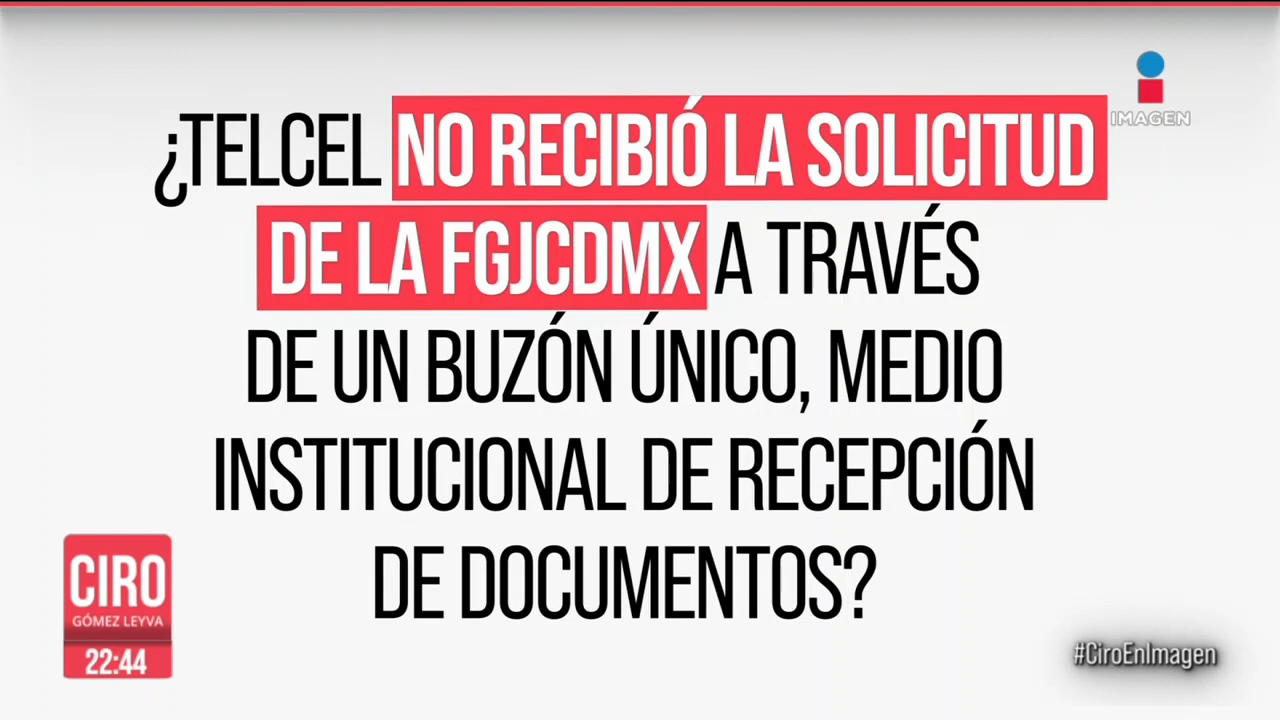 ¿TELCEL NO RECIBIÓ LA SOLICITUD
DE LA FGJCDMX A TRAVÉS
DE UN BUZÓN ÚNICO, MEDIO
INSTITUCIONAL DE RECEPCIÓN
DE DOCUMENTOS?
IMAGEN
CIRO
GÓMEZ LEYVA
22:44
#CiroEnImagen